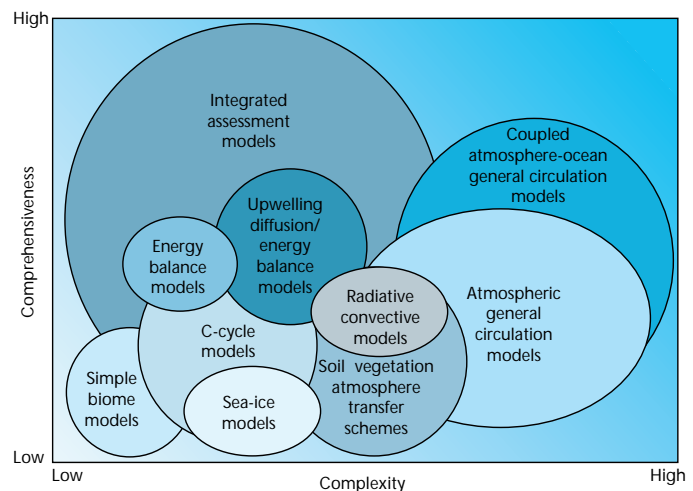 High
Integrated
assessment
models
Coupled
atmosphere-ocean
general circulation
models
Upwelling
diffusion/
energy
balance
models
Energy
balance
models
Comprehensiveness
Radiative
convective
models
Atmospheric
general
circulation
models
C-cycle
models
Simple
biome
models
Sea-ice
models
Soil vegetation
atmosphere
transfer
schemes
Low
Low
Complexity
High